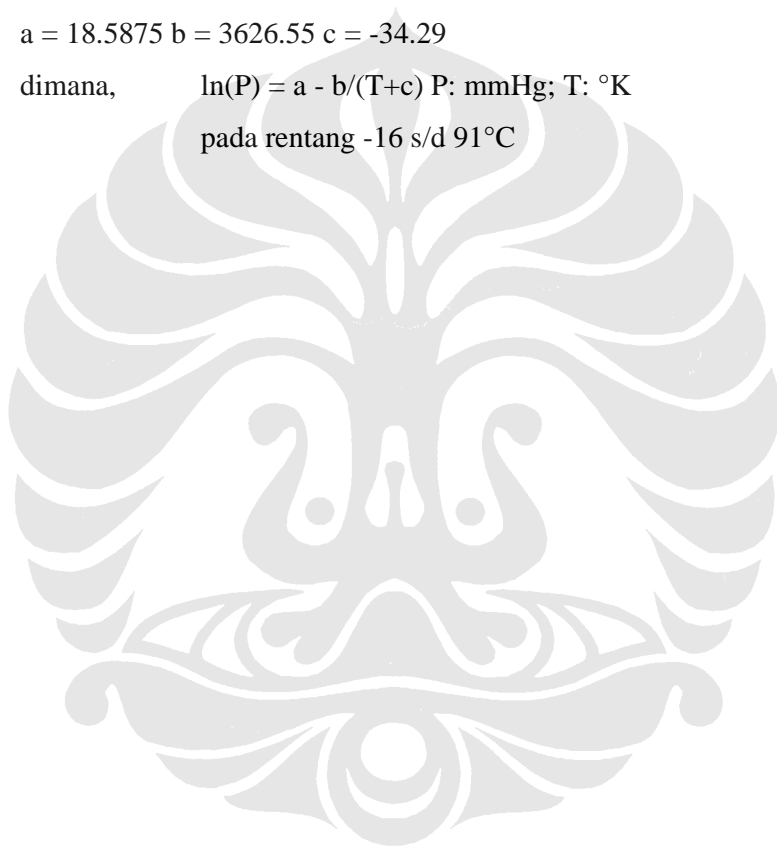 a = 18.5875 b = 3626.55 c = -34.29
dimana, ln(P) = a - b/(T+c) P: mmHg; T: °K
pada rentang -16 s/d 91°C